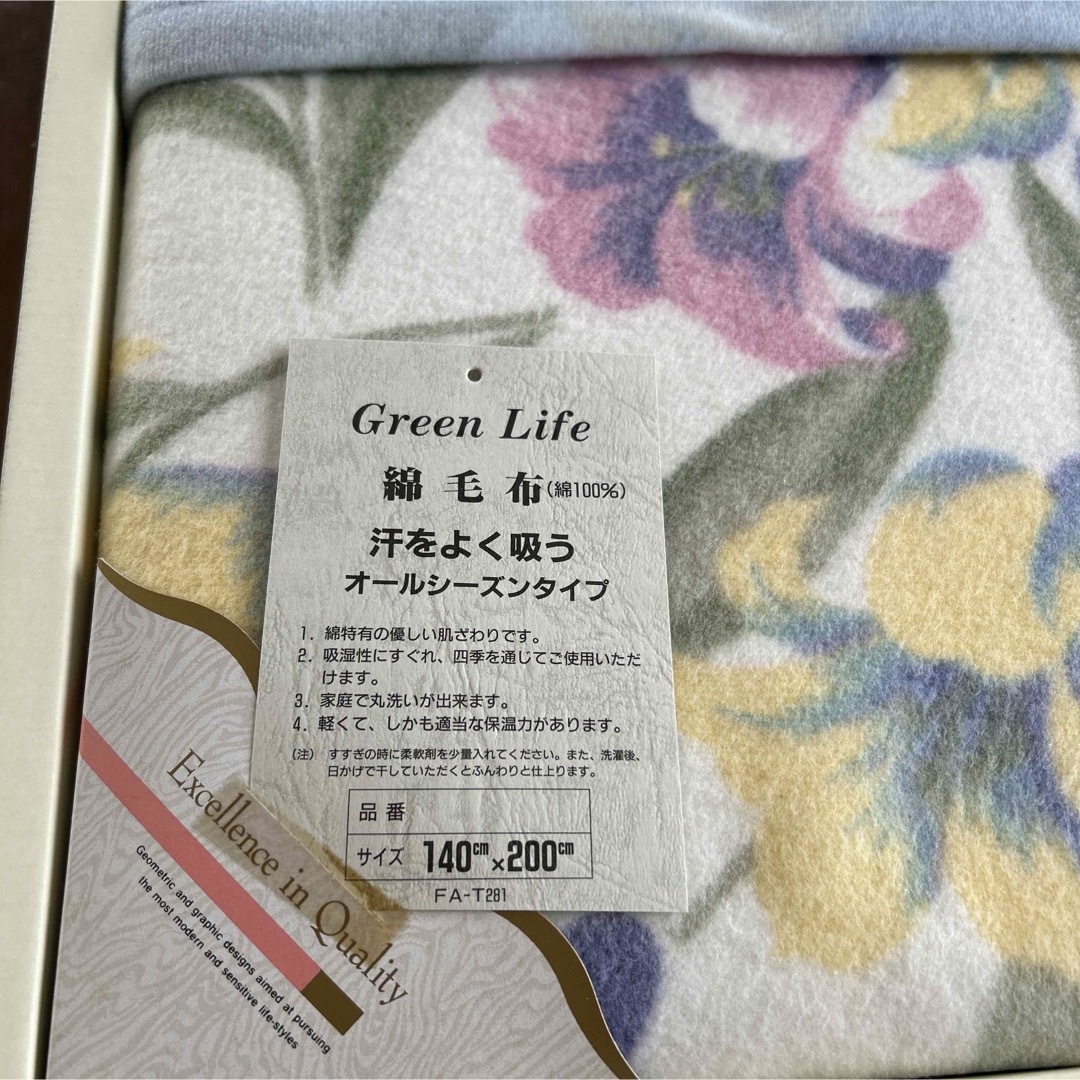 Green Life
綿毛布(綿100%)
汗をよく吸う
オールシーズンタイプ
1. 綿特有の優しい肌ざわりです。
2. 吸湿性にすぐれ、四季を通じてご使用いただ
けます。
3. 家庭で丸洗いが出来ます。
4. 軽くて、しかも適当な保温力があります。
(注) すすぎの時に柔軟剤を少量入れてください。また、洗濯後、
日かげで干していただくとふんわりと仕上ります。
品番
サイズ 140cm×200cm
FA-T281
Excellence in Quality
Geometric and graphic designs aimed at pursuing
the most modern and sensitive life-styles